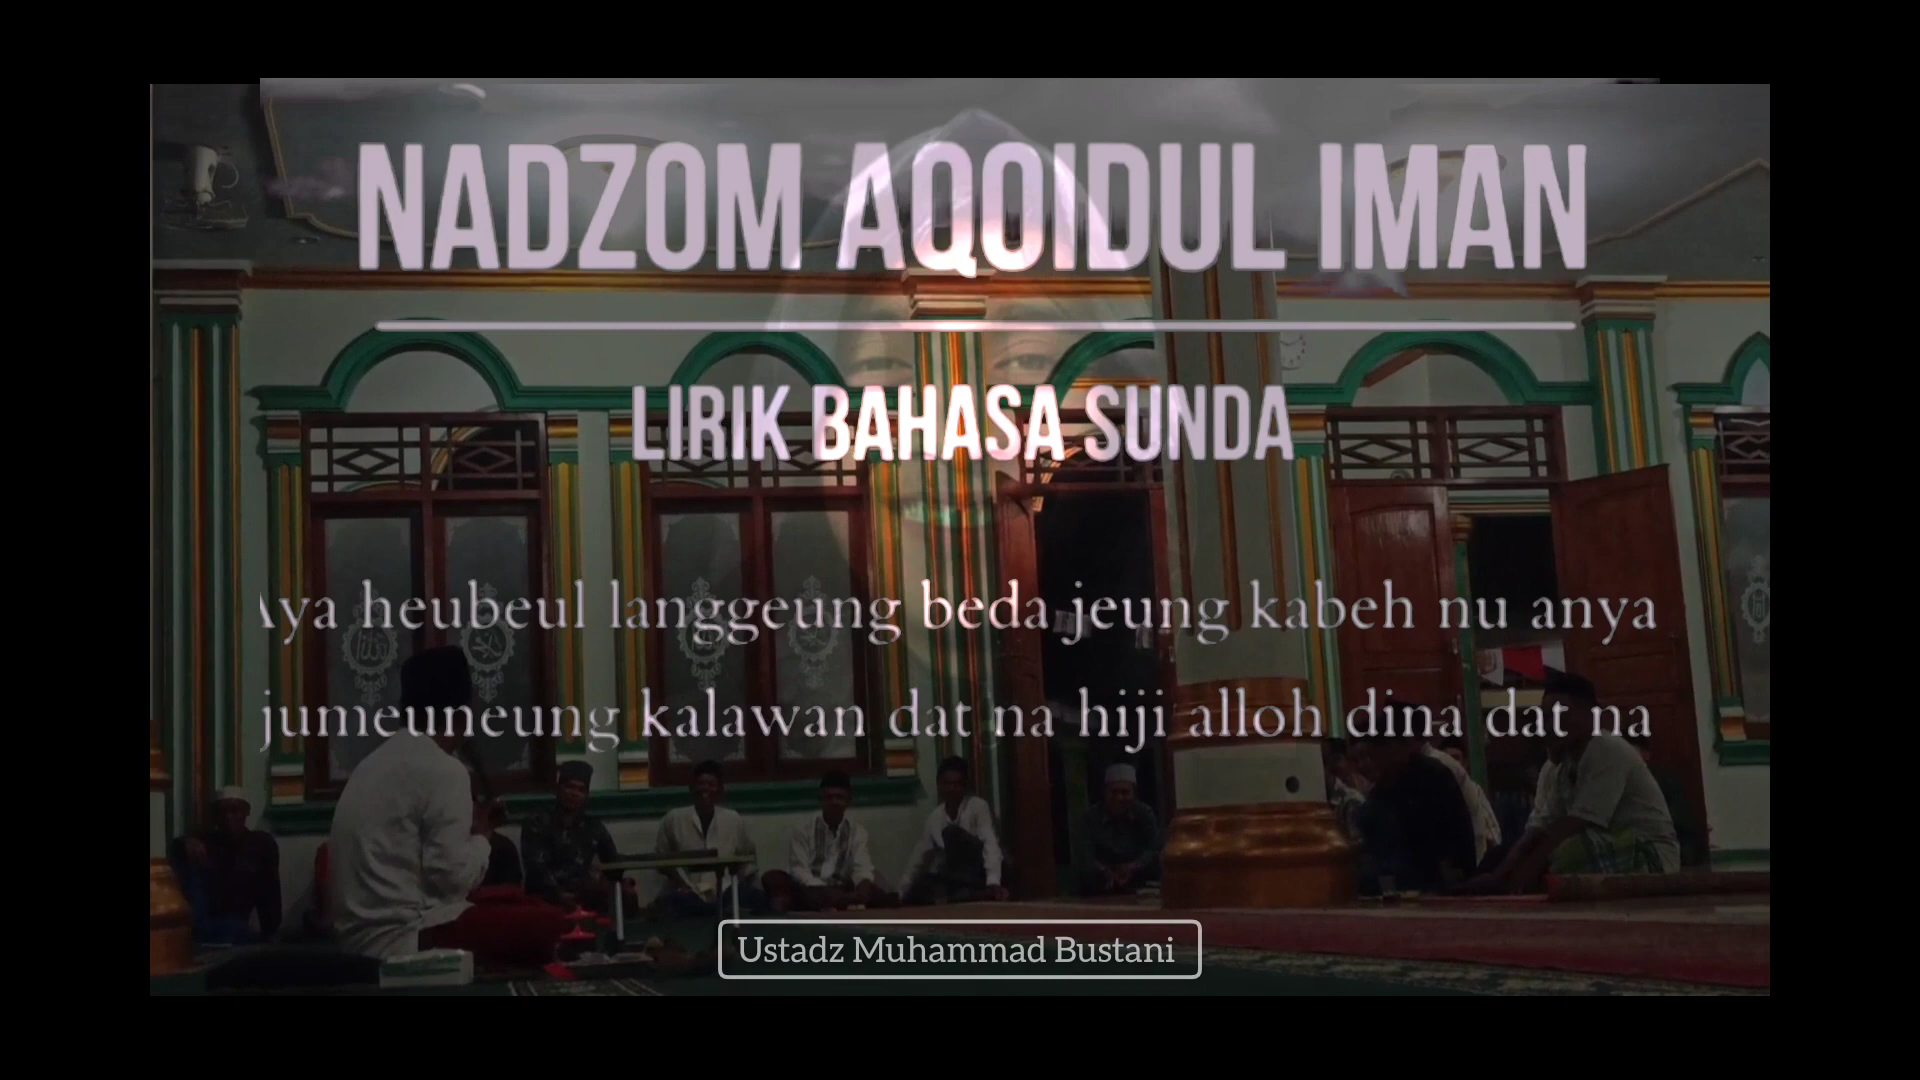 NADZOM AQOIDUL IMAN
LIRIK BAHASA SUNDA
Aya heubeul langgeung beda jeung kabeh nu anya
jumeuneung kalawan dat na hiji alloh dina dat na
Ustadz Muhammad Bustani